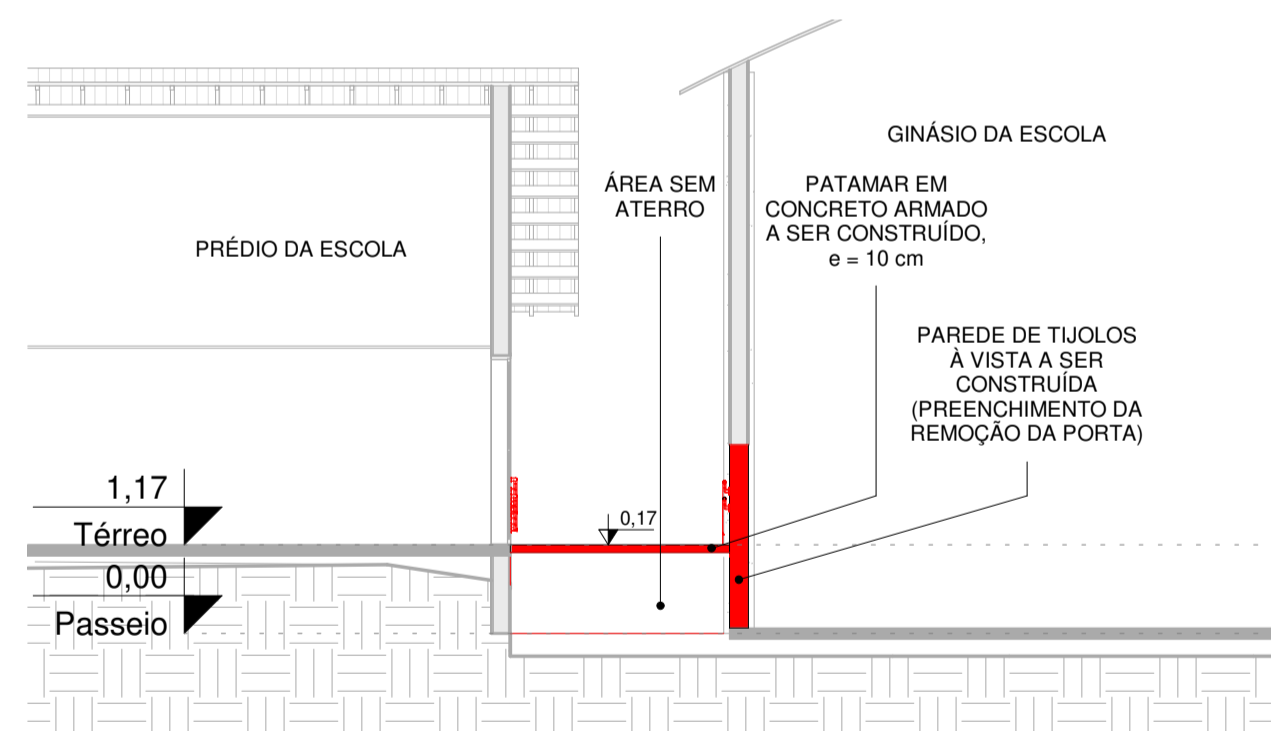 GINÁSIO DA ESCOLA
ÁREA SEM
ATERRO
PATAMAR EM
CONCRETO ARMADO
A SER CONSTRUÍDO,
e = 10 cm
PRÉDIO DA ESCOLA
PAREDE DE TIJOLOS
À VISTA A SER
CONSTRUÍDA
(PREENCHIMENTO DA
REMOÇÃO DA PORTA)
1,17
Térreo
0,17
0,00
Passeio